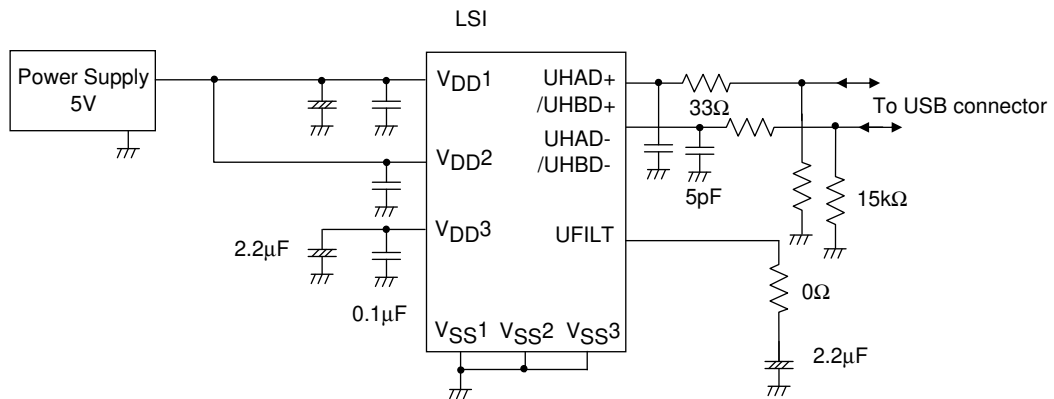 LSI
Power Supply
5V
VDD1
VDD2
VDD3
2.2μF
0.1μF
VSS1 VSS2 VSS3
UHAD+
/UHBD+
UHAD-
/UHBD-
UFILT
33Ω
5pF
To USB connector
15kΩ
0Ω
2.2μF